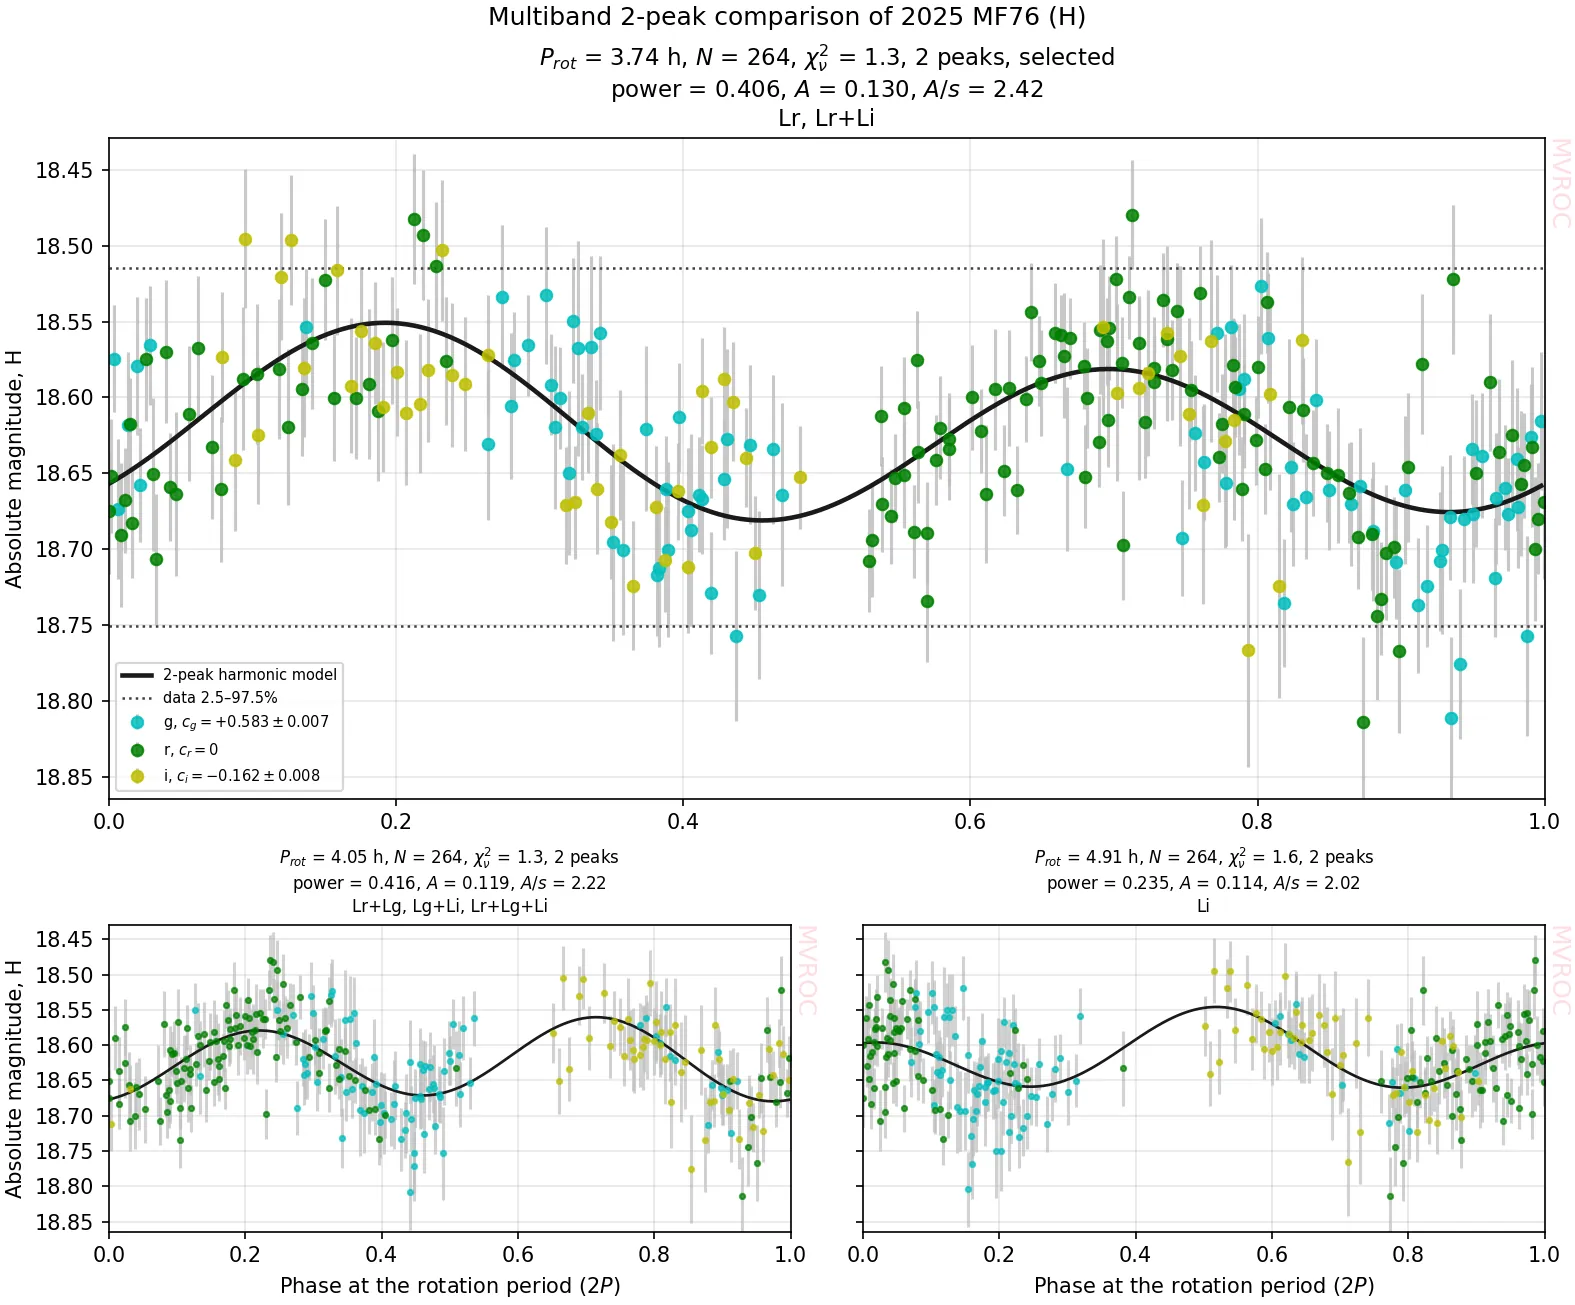 Multiband 2-peak comparison of 2025 MF76 (H)
P_rot = 3.74 h, N = 264, χ²_ν = 1.3, 2 peaks, selected
power = 0.406, A = 0.130, A/s = 2.42
Lr, Lr+Li
MVROC
Absolute magnitude, H
18.45
18.50
18.55
18.60
18.65
18.70
18.75
18.80
18.85
2-peak harmonic model
data 2.5–97.5%
g, c_g = +0.583 ± 0.007
r, c_r = 0
i, c_i = −0.162 ± 0.008
0.0 0.2 0.4 0.6 0.8 1.0
P_rot = 4.05 h, N = 264, χ²_ν = 1.3, 2 peaks
power = 0.416, A = 0.119, A/s = 2.22
Lr+Lg, Lg+Li, Lr+Lg+Li
MVROC
Absolute magnitude, H
18.45
18.50
18.55
18.60
18.65
18.70
18.75
18.80
18.85
0.0 0.2 0.4 0.6 0.8 1.0
Phase at the rotation period (2P)
P_rot = 4.91 h, N = 264, χ²_ν = 1.6, 2 peaks
power = 0.235, A = 0.114, A/s = 2.02
Li
MVROC
0.0 0.2 0.4 0.6 0.8 1.0
Phase at the rotation period (2P)